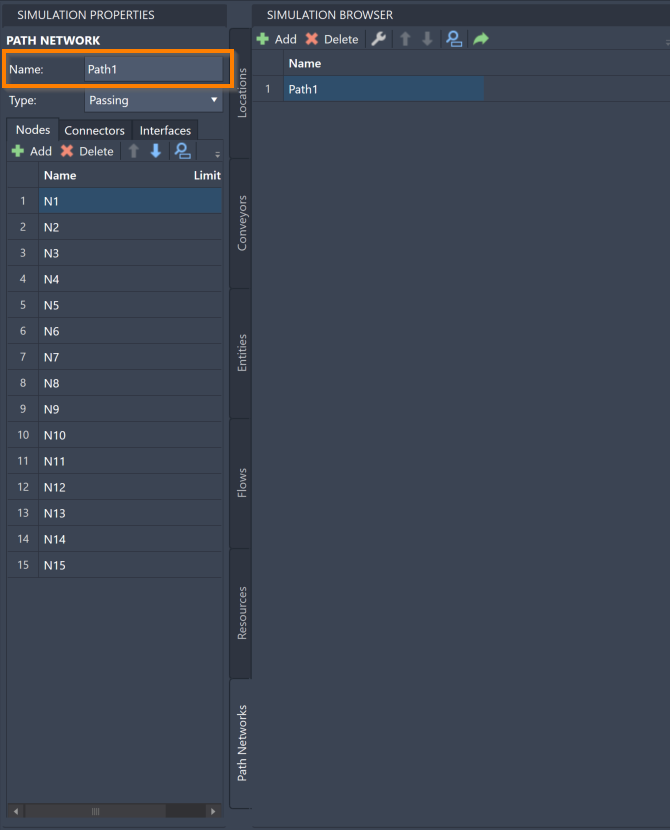 SIMULATION PROPERTIES
PATH NETWORK
Name: Path1
Type: Passing
Nodes Connectors Interfaces
Add Delete
Name Limit
1 N1
2 N2
3 N3
4 N4
5 N5
6 N6
7 N7
8 N8
9 N9
10 N10
11 N11
12 N12
13 N13
14 N14
15 N15
Locations
Conveyors
Entities
Flows
Resources
Path Networks
SIMULATION BROWSER
Add Delete
Name
1 Path1